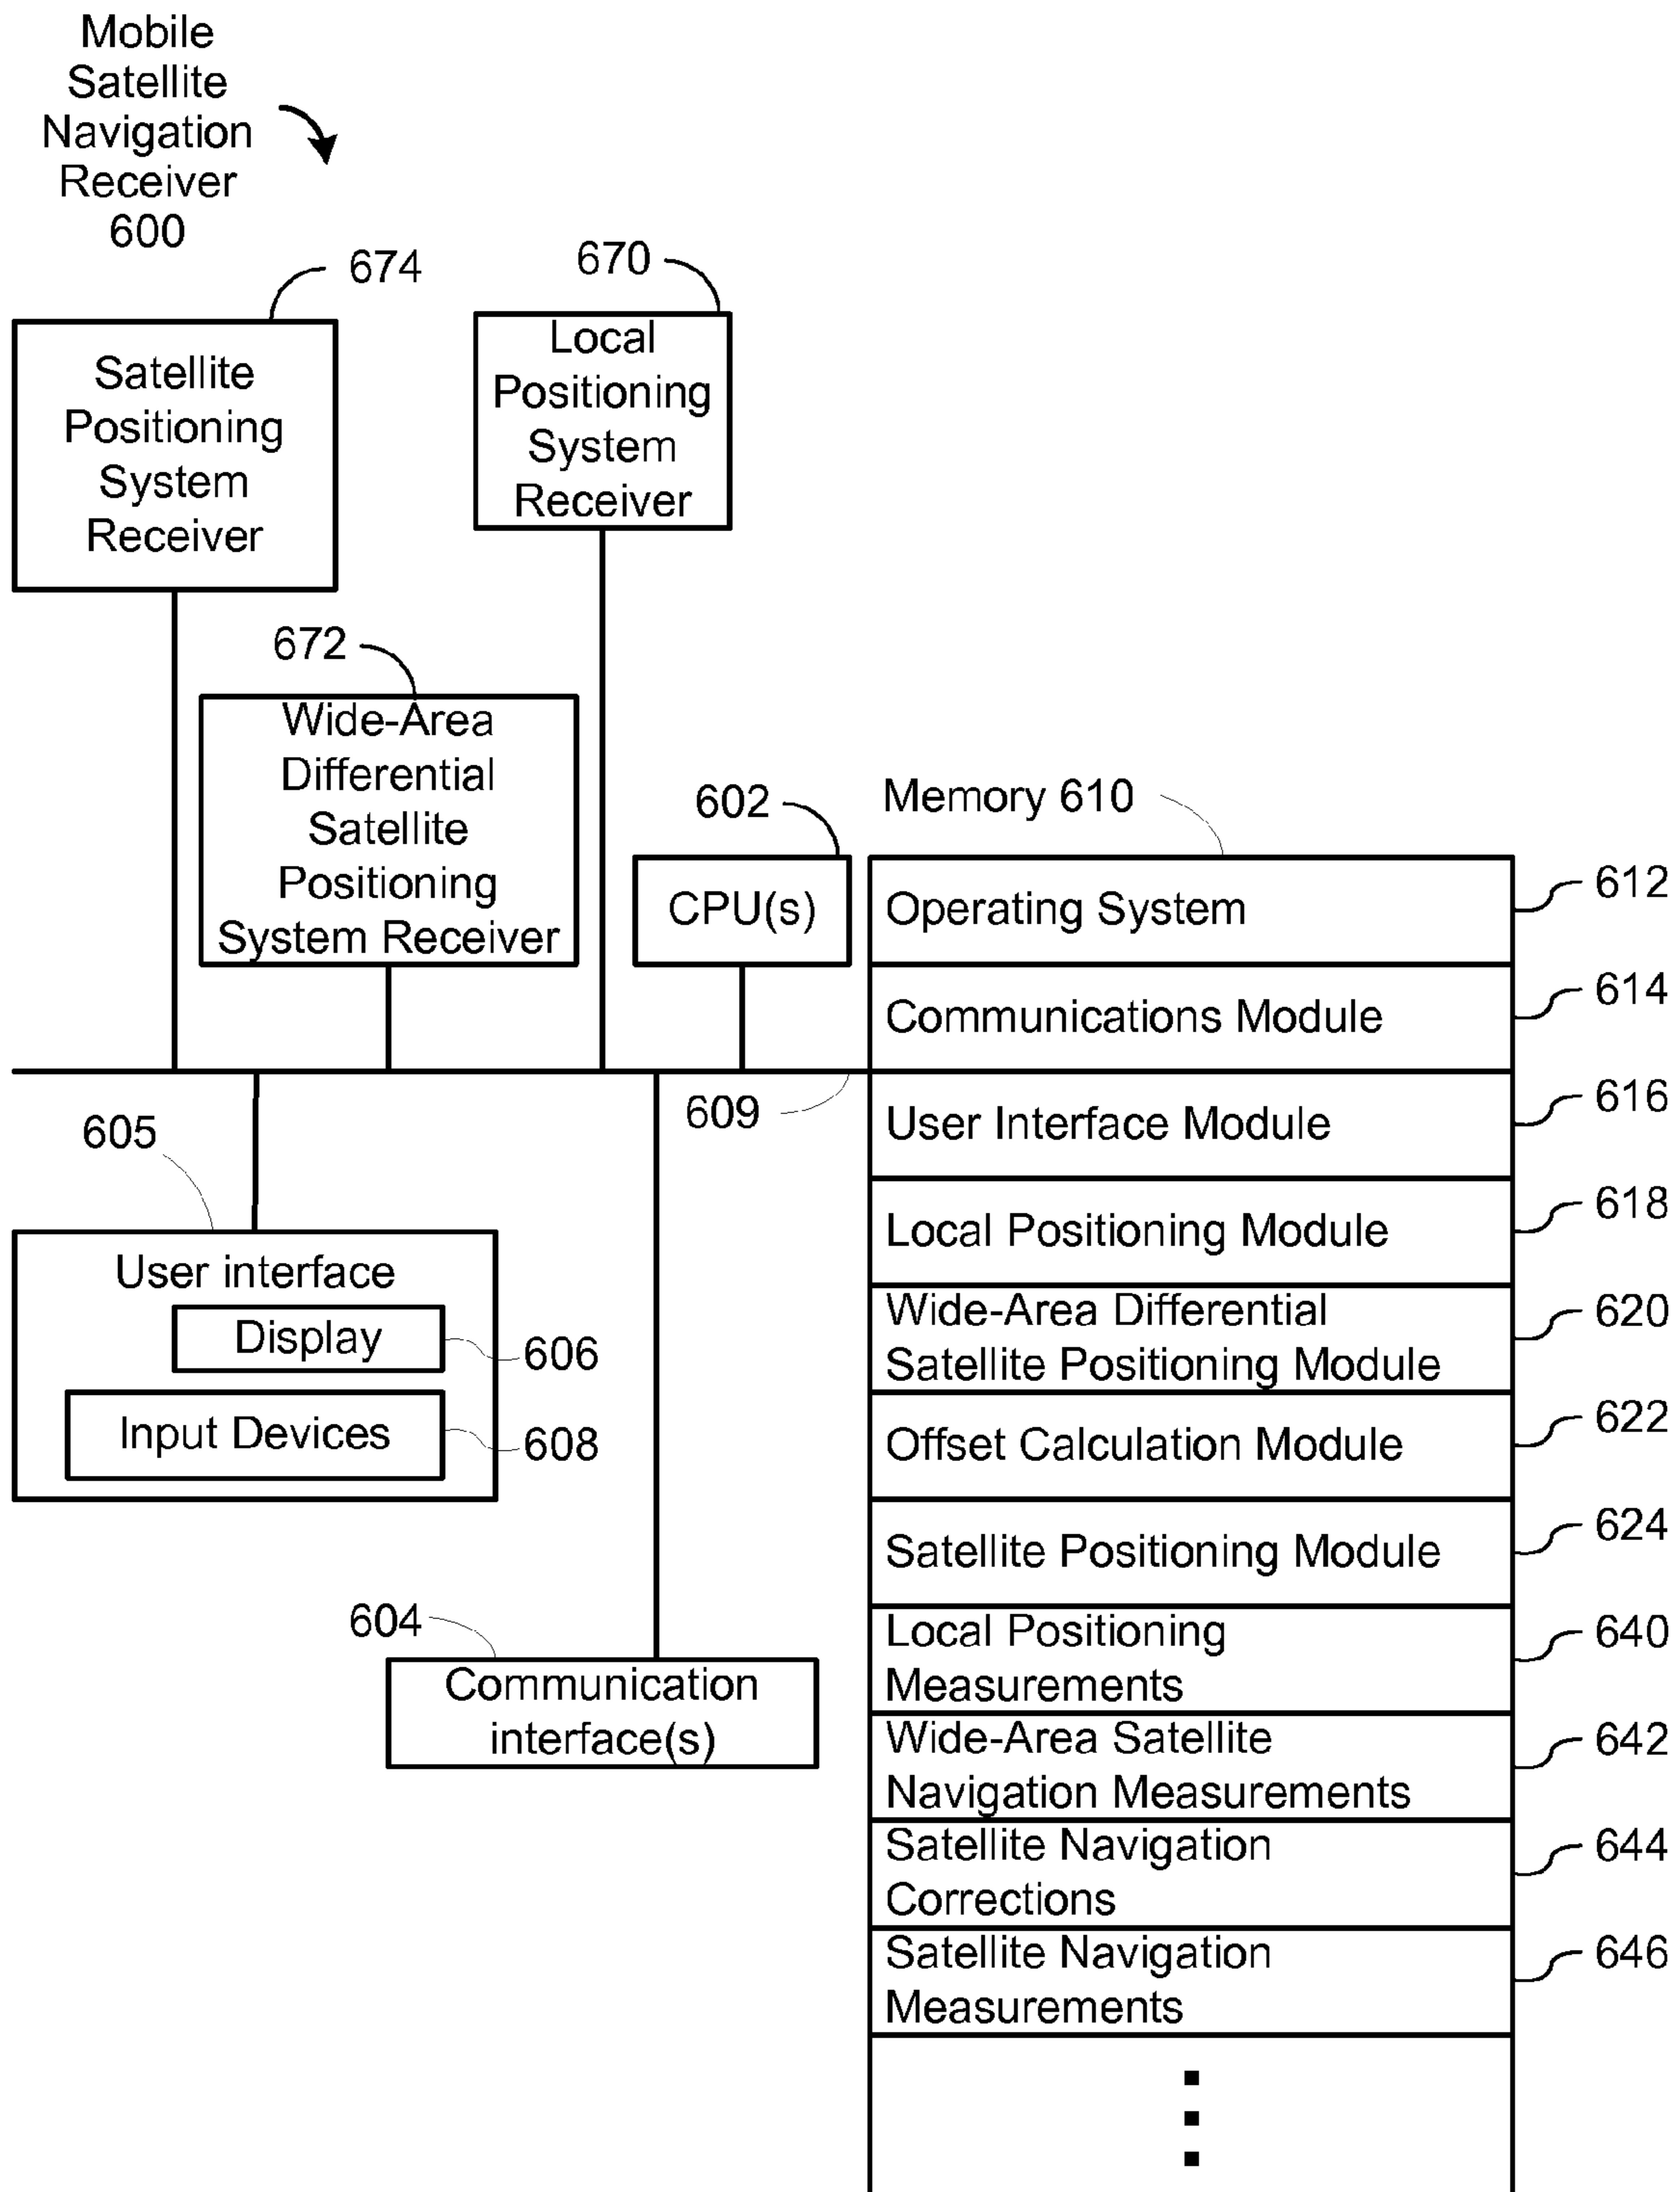 Mobile
Satellite
Navigation
Receiver
600
674
670
Satellite
Positioning
System
Receiver
Local
Positioning
System
Receiver
672
Wide-Area
Differential
Satellite
Positioning
System Receiver
602
CPU(s)
Memory 610
Operating System
612
Communications Module
614
609
User Interface Module
616
605
Local Positioning Module
618
User interface
Display
606
Input Devices
608
Wide-Area Differential
Satellite Positioning Module
620
Offset Calculation Module
622
Satellite Positioning Module
624
604
Communication
interface(s)
Local Positioning
Measurements
640
Wide-Area Satellite
Navigation Measurements
642
Satellite Navigation
Corrections
644
Satellite Navigation
Measurements
646